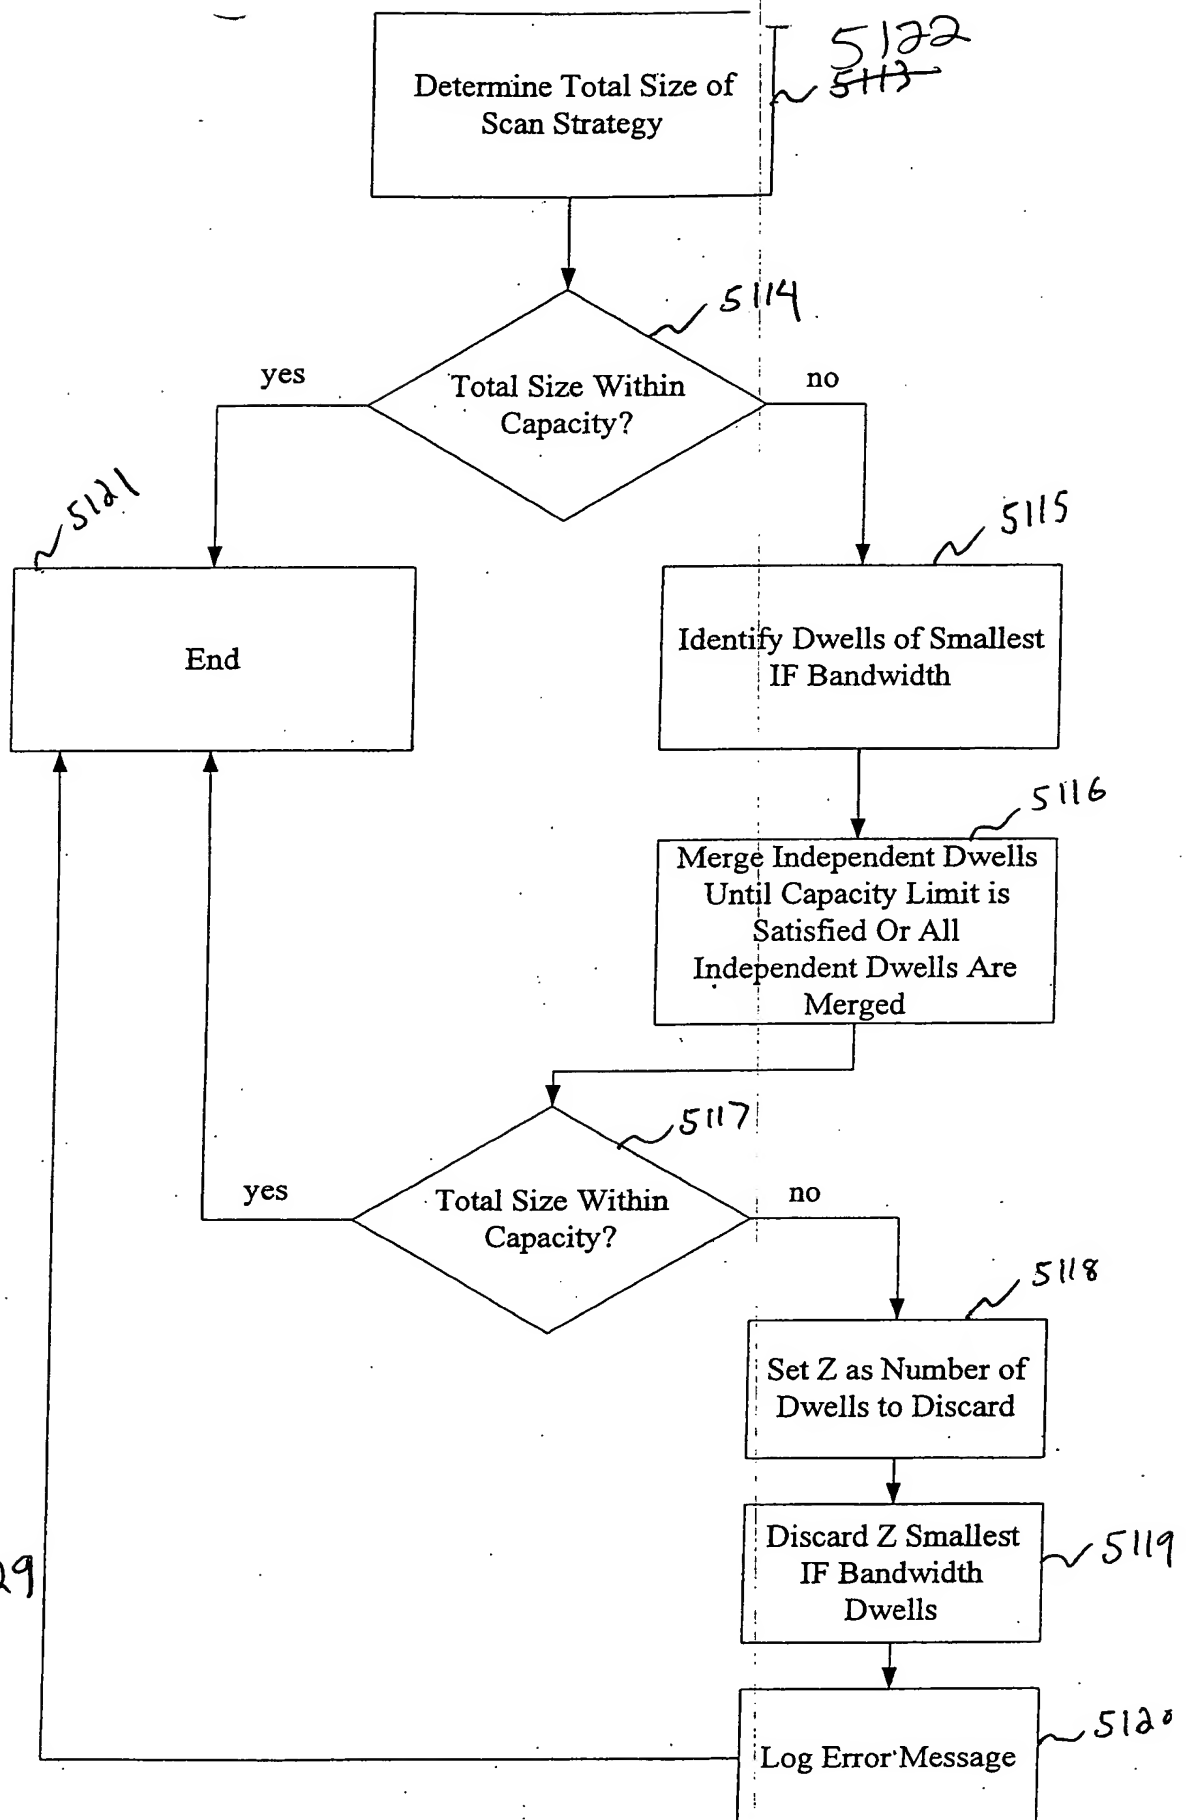 5122
5113
Determine Total Size of
Scan Strategy
5114
yes
Total Size Within
Capacity?
no
5121
5115
End
Identify Dwells of Smallest
IF Bandwidth
5116
Merge Independent Dwells
Until Capacity Limit is
Satisfied Or All
Independent Dwells Are
Merged
5117
yes
Total Size Within
Capacity?
no
5118
Set Z as Number of
Dwells to Discard
Discard Z Smallest
IF Bandwidth
Dwells
5119
29
5120
Log Error Message